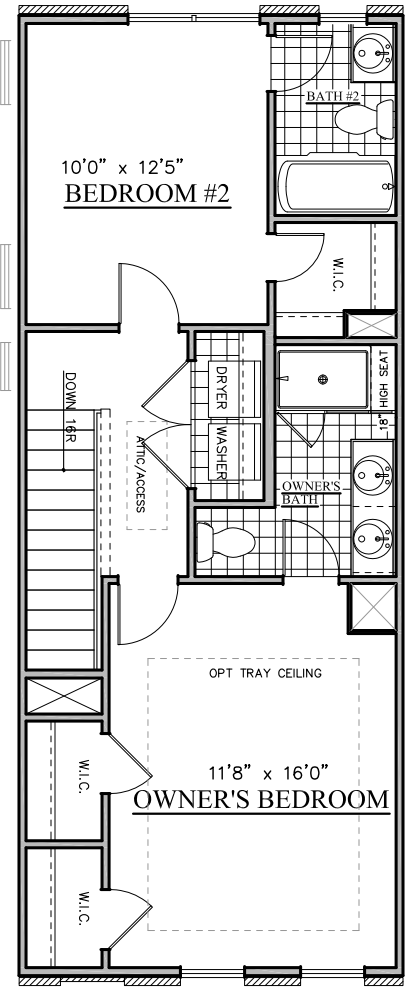 BATH #2
10'0" x 12'5"
BEDROOM #2
W.I.C.
DRYER
WASHER
18" HIGH SEAT
DOWN 16R
ATTIC/ACCESS
OWNER'S
BATH
OPT TRAY CEILING
11'8" x 16'0"
OWNER'S BEDROOM
W.I.C.
W.I.C.